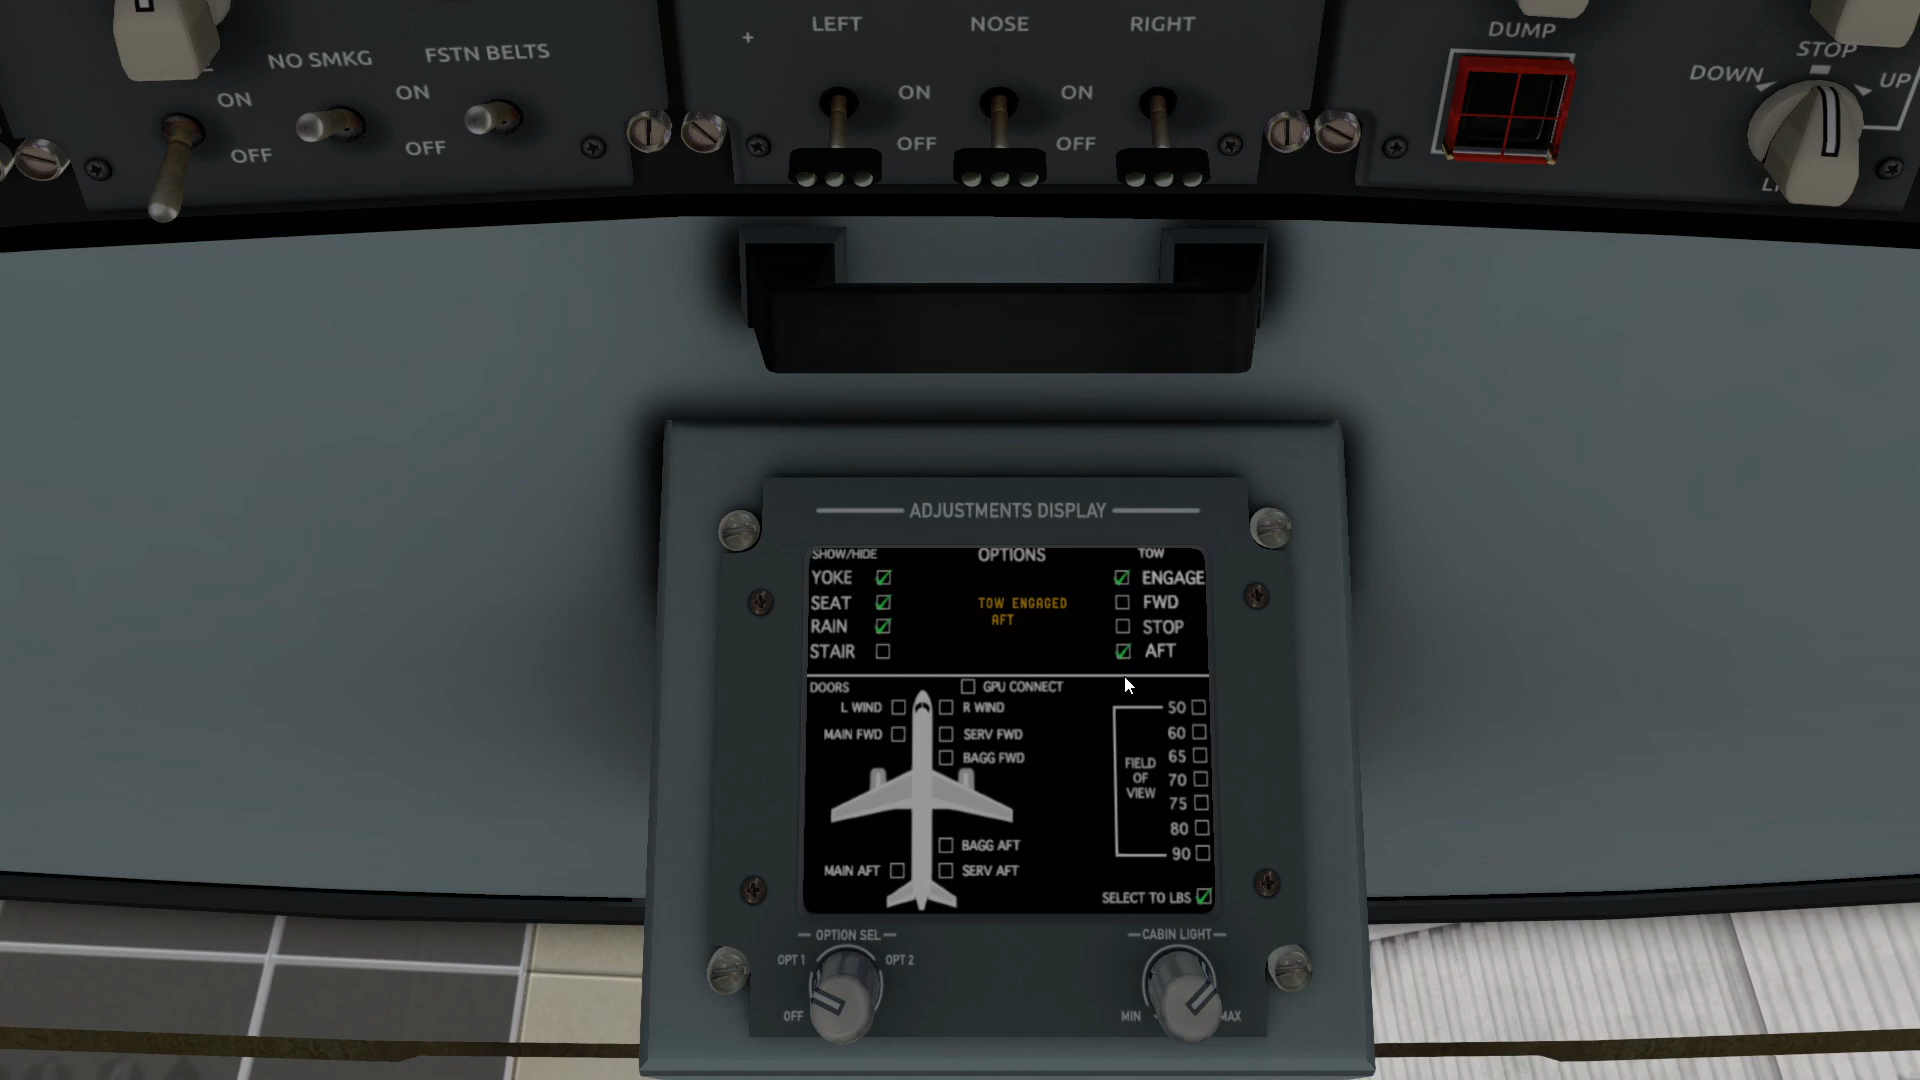 LEFT NOSE RIGHT
DUMP
NO SMKG FSTN BELTS
STOP
DOWN UP
ON ON ON ON
OFF OFF OFF OFF
ADJUSTMENTS DISPLAY
SHOW/HIDE OPTIONS TOW
YOKE ENGAGE
SEAT TOW ENGAGED FWD
RAIN AFT STOP
STAIR AFT
DOORS GPU CONNECT
L WIND R WIND 50
MAIN FWD SERV FWD 60
BAGG FWD 65
FIELD
OF 70
VIEW
75
80
BAGG AFT 90
MAIN AFT SERV AFT
SELECT TO LBS
OPTION SEL CABIN LIGHT
OPT 1 OPT 2
OFF MIN MAX